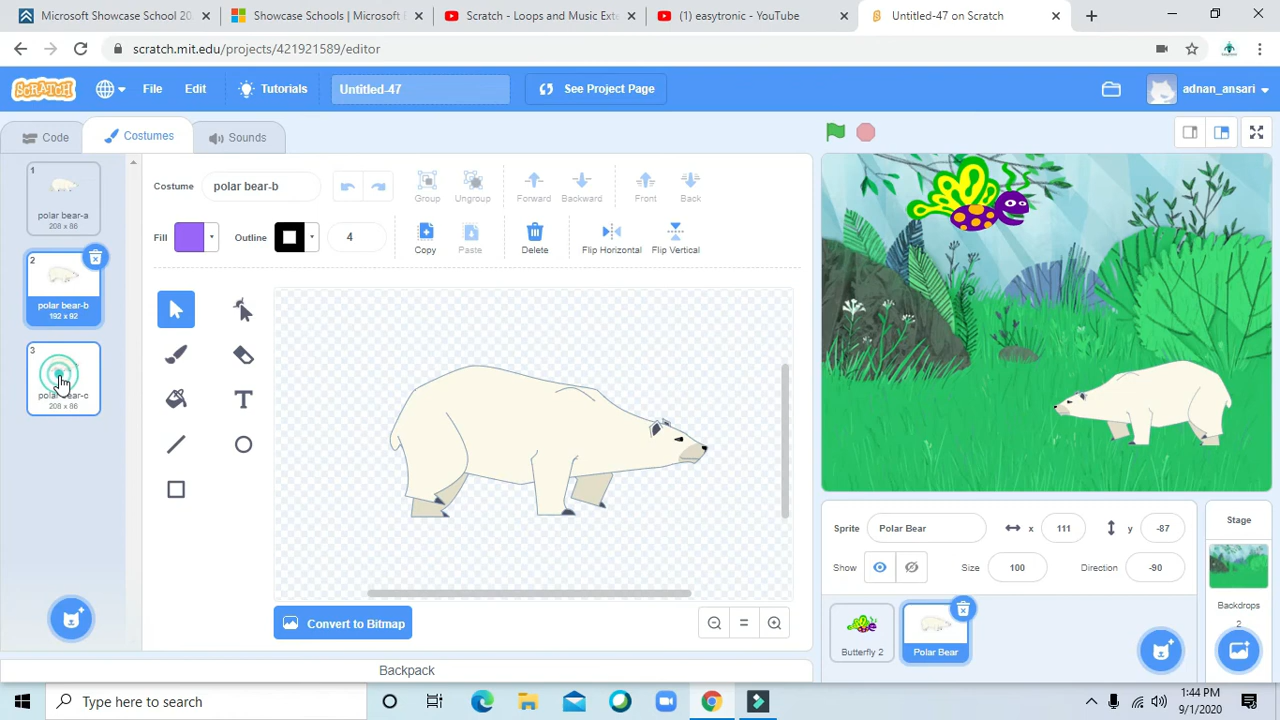 Microsoft Showcase School 20
Showcase Schools | Microsoft
Scratch - Loops and Music Exte
(1) easytronic - YouTube
Untitled-47 on Scratch
scratch.mit.edu/projects/421921589/editor
SCRATCH
File
Edit
Tutorials
Untitled-47
See Project Page
adnan_ansari
Code
Costumes
Sounds
1
polar bear-a
208 x 86
2
polar bear-b
192 x 92
3
polar bear-c
208 x 86
Costume
polar bear-b
Group
Ungroup
Forward
Backward
Front
Back
Fill
Outline
4
Copy
Paste
Delete
Flip Horizontal
Flip Vertical
T
Convert to Bitmap
Backpack
Sprite
Polar Bear
x
111
y
-87
Show
Size
100
Direction
-90
Butterfly 2
Polar Bear
Stage
Backdrops
2
Type here to search
1:44 PM
9/1/2020